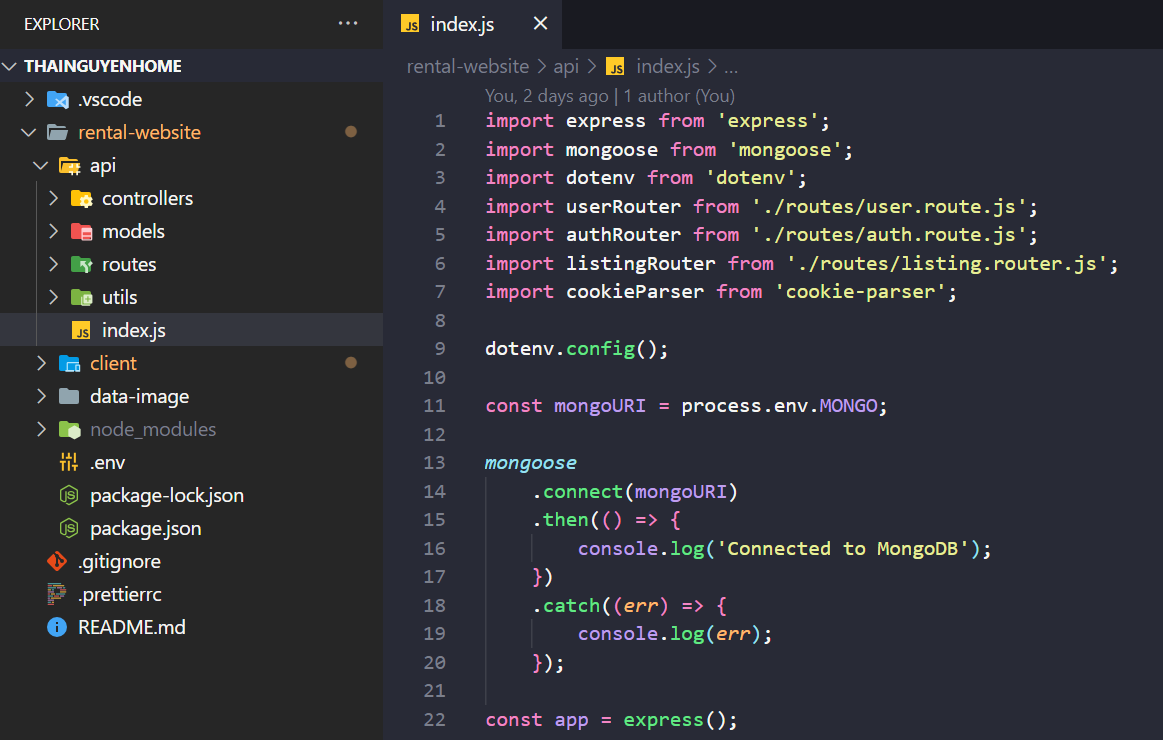 EXPLORER ···
THAINGUYENHOME
.vscode
rental-website
api
controllers
models
routes
utils
JS index.js
client
data-image
node_modules
.env
package-lock.json
package.json
.gitignore
.prettierrc
README.md
JS index.js
rental-website > api > JS index.js > ...
You, 2 days ago | 1 author (You)
1 import express from 'express';
2 import mongoose from 'mongoose';
3 import dotenv from 'dotenv';
4 import userRouter from './routes/user.route.js';
5 import authRouter from './routes/auth.route.js';
6 import listingRouter from './routes/listing.router.js';
7 import cookieParser from 'cookie-parser';
8
9 dotenv.config();
10
11 const mongoURI = process.env.MONGO;
12
13 mongoose
14 .connect(mongoURI)
15 .then(() => {
16 console.log('Connected to MongoDB');
17 })
18 .catch((err) => {
19 console.log(err);
20 });
21
22 const app = express();